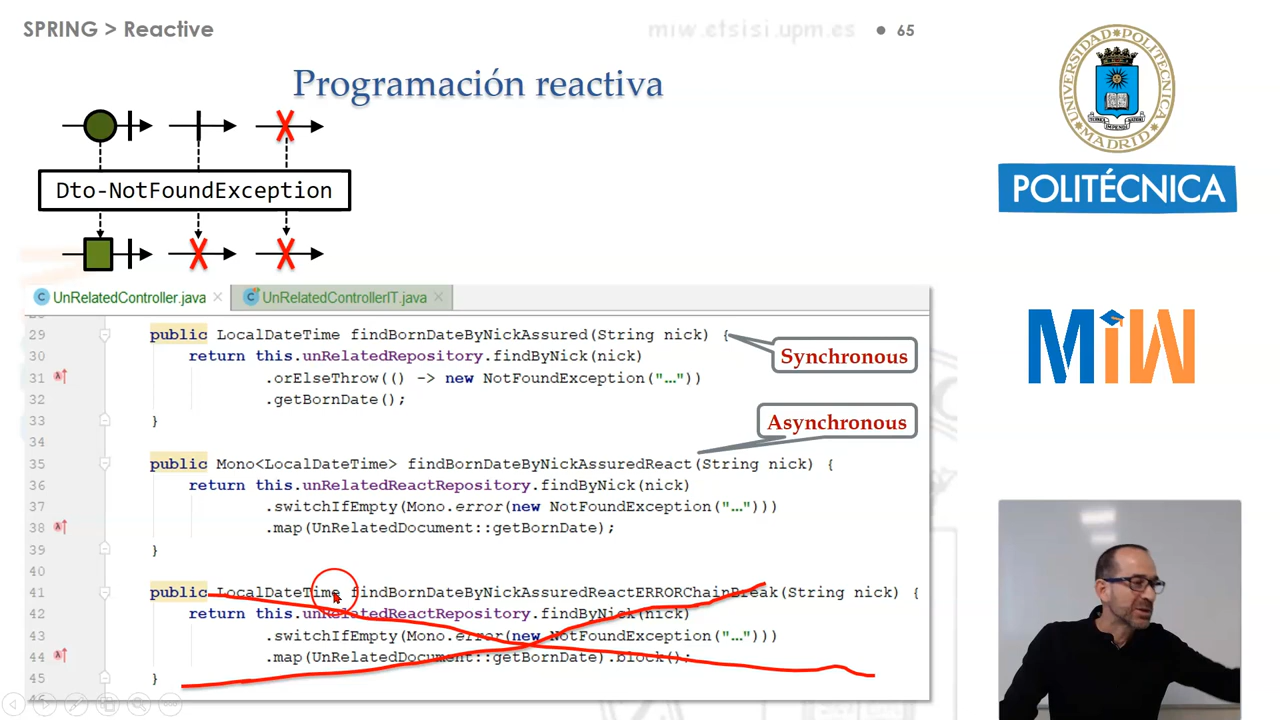 SPRING > Reactive
miw.etsisi.upm.es
65
Programación reactiva
Dto-NotFoundException
UNIVERSIDAD POLITÉCNICA
DE MADRID
POLITÉCNICA
MiW
UnRelatedController.java
UnRelatedControllerIT.java
29 public LocalDateTime findBornDateByNickAssured(String nick) {
30 return this.unRelatedRepository.findByNick(nick)
31 .orElseThrow(() -> new NotFoundException("…"))
32 .getBornDate();
33 }
34
35 public Mono<LocalDateTime> findBornDateByNickAssuredReact(String nick) {
36 return this.unRelatedReactRepository.findByNick(nick)
37 .switchIfEmpty(Mono.error(new NotFoundException("…")))
38 .map(UnRelatedDocument::getBornDate);
39 }
40
41 public LocalDateTime findBornDateByNickAssuredReactERRORChainBreak(String nick) {
42 return this.unRelatedReactRepository.findByNick(nick)
43 .switchIfEmpty(Mono.error(new NotFoundException("…")))
44 .map(UnRelatedDocument::getBornDate).block();
45 }
Synchronous
Asynchronous